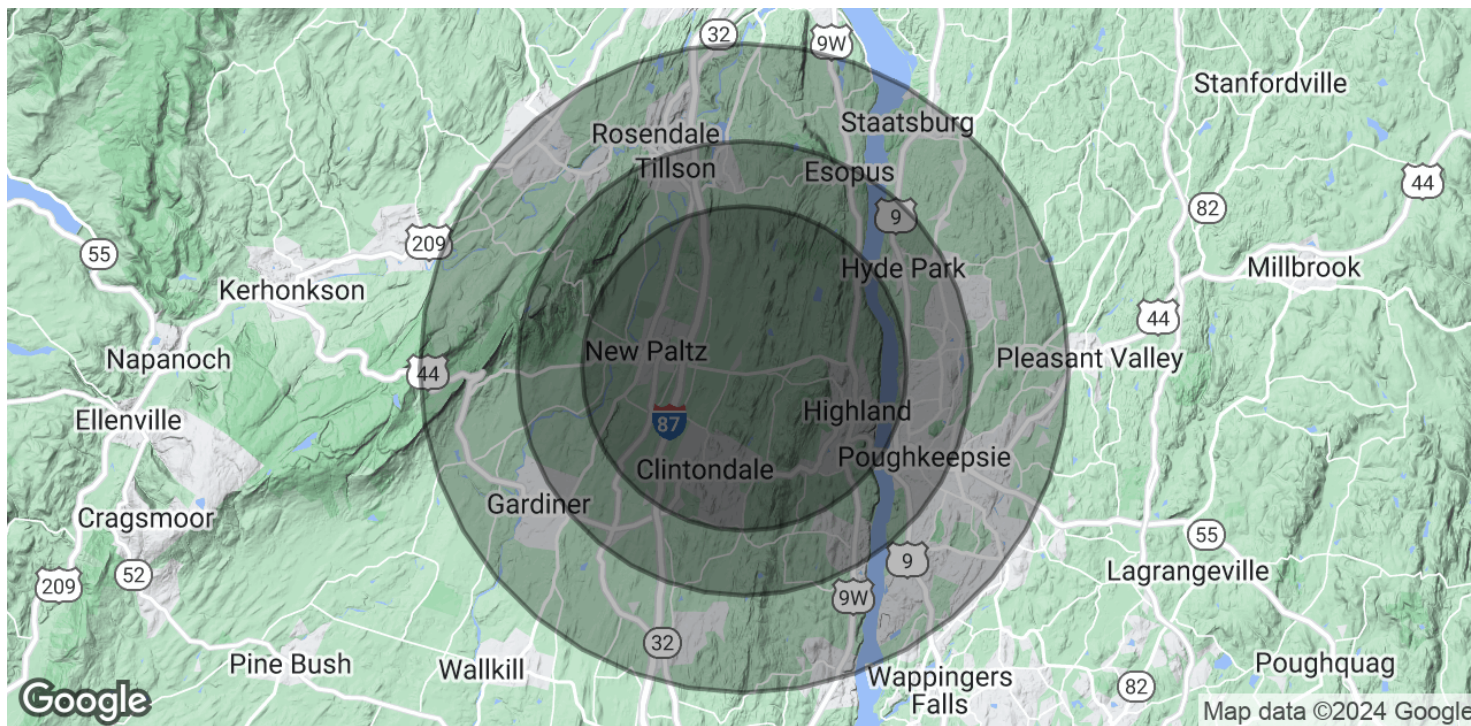 32
9W
Stanfordville
Staatsburg
Rosendale
Tillson
Esopus
44
82
9
209
55
Hyde Park
Millbrook
Kerhonkson
44
New Paltz
Napanoch
Pleasant Valley
44
Highland
Ellenville
87
Poughkeepsie
Clintondale
Gardiner
Cragsmoor
55
9
52
Lagrangeville
209
9W
32
Pine Bush
Wallkill
Poughquag
Wappingers
Falls
82
Google
Map data ©2024 Google